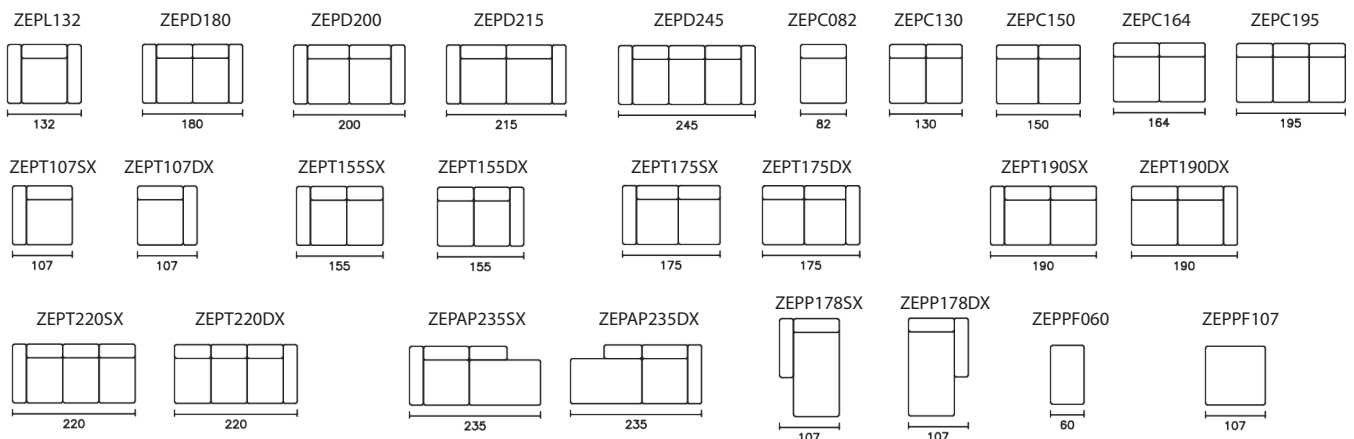 ZEPL132 ZEPD180 ZEPD200 ZEPD215 ZEPD245 ZEPC082 ZEPC130 ZEPC150 ZEPC164 ZEPC195
132 180 200 215 245 82 130 150 164 195
ZEPT107SX ZEPT107DX ZEPT155SX ZEPT155DX ZEPT175SX ZEPT175DX ZEPT190SX ZEPT190DX
107 107 155 155 175 175 190 190
ZEPT220SX ZEPT220DX ZEPAP235SX ZEPAP235DX ZEPP178SX ZEPP178DX ZEPPF060 ZEPPF107
220 220 235 235 107 107 60 107